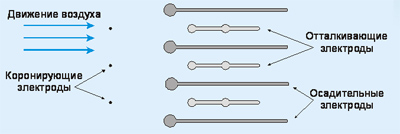 Движение воздуха
Отталкивающие
электроды
Коронирующие
электроды
Осадительные
электроды